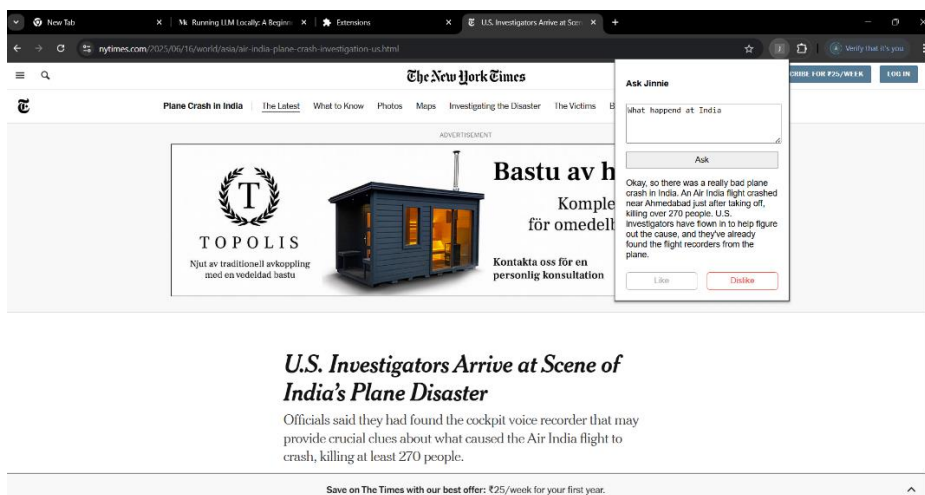 New Tab
Running LLM Locally: A Beginn
Extensions
U.S. Investigators Arrive at Scen
nytimes.com/2025/06/16/world/asia/air-india-plane-crash-investigation-us.html
Verify that it's you
The New York Times
CRIBE FOR ₹25/WEEK
LOG IN
Plane Crash in India
The Latest
What to Know
Photos
Maps
Investigating the Disaster
The Victims
ADVERTISEMENT
T
TOPOLIS
Njut av traditionell avkoppling
med en vedeldad bastu
Bastu av h
Komple
för omedelb
Kontakta oss för en
personlig konsultation
Ask Jinnie
What happend at India
Ask
Okay, so there was a really bad plane
crash in India. An Air India flight crashed
near Ahmedabad just after taking off,
killing over 270 people. U.S.
investigators have flown in to help figure
out the cause, and they've already
found the flight recorders from the
plane.
Like
Dislike
U.S. Investigators Arrive at Scene of
India's Plane Disaster
Officials said they had found the cockpit voice recorder that may
provide crucial clues about what caused the Air India flight to
crash, killing at least 270 people.
Save on The Times with our best offer: ₹25/week for your first year.